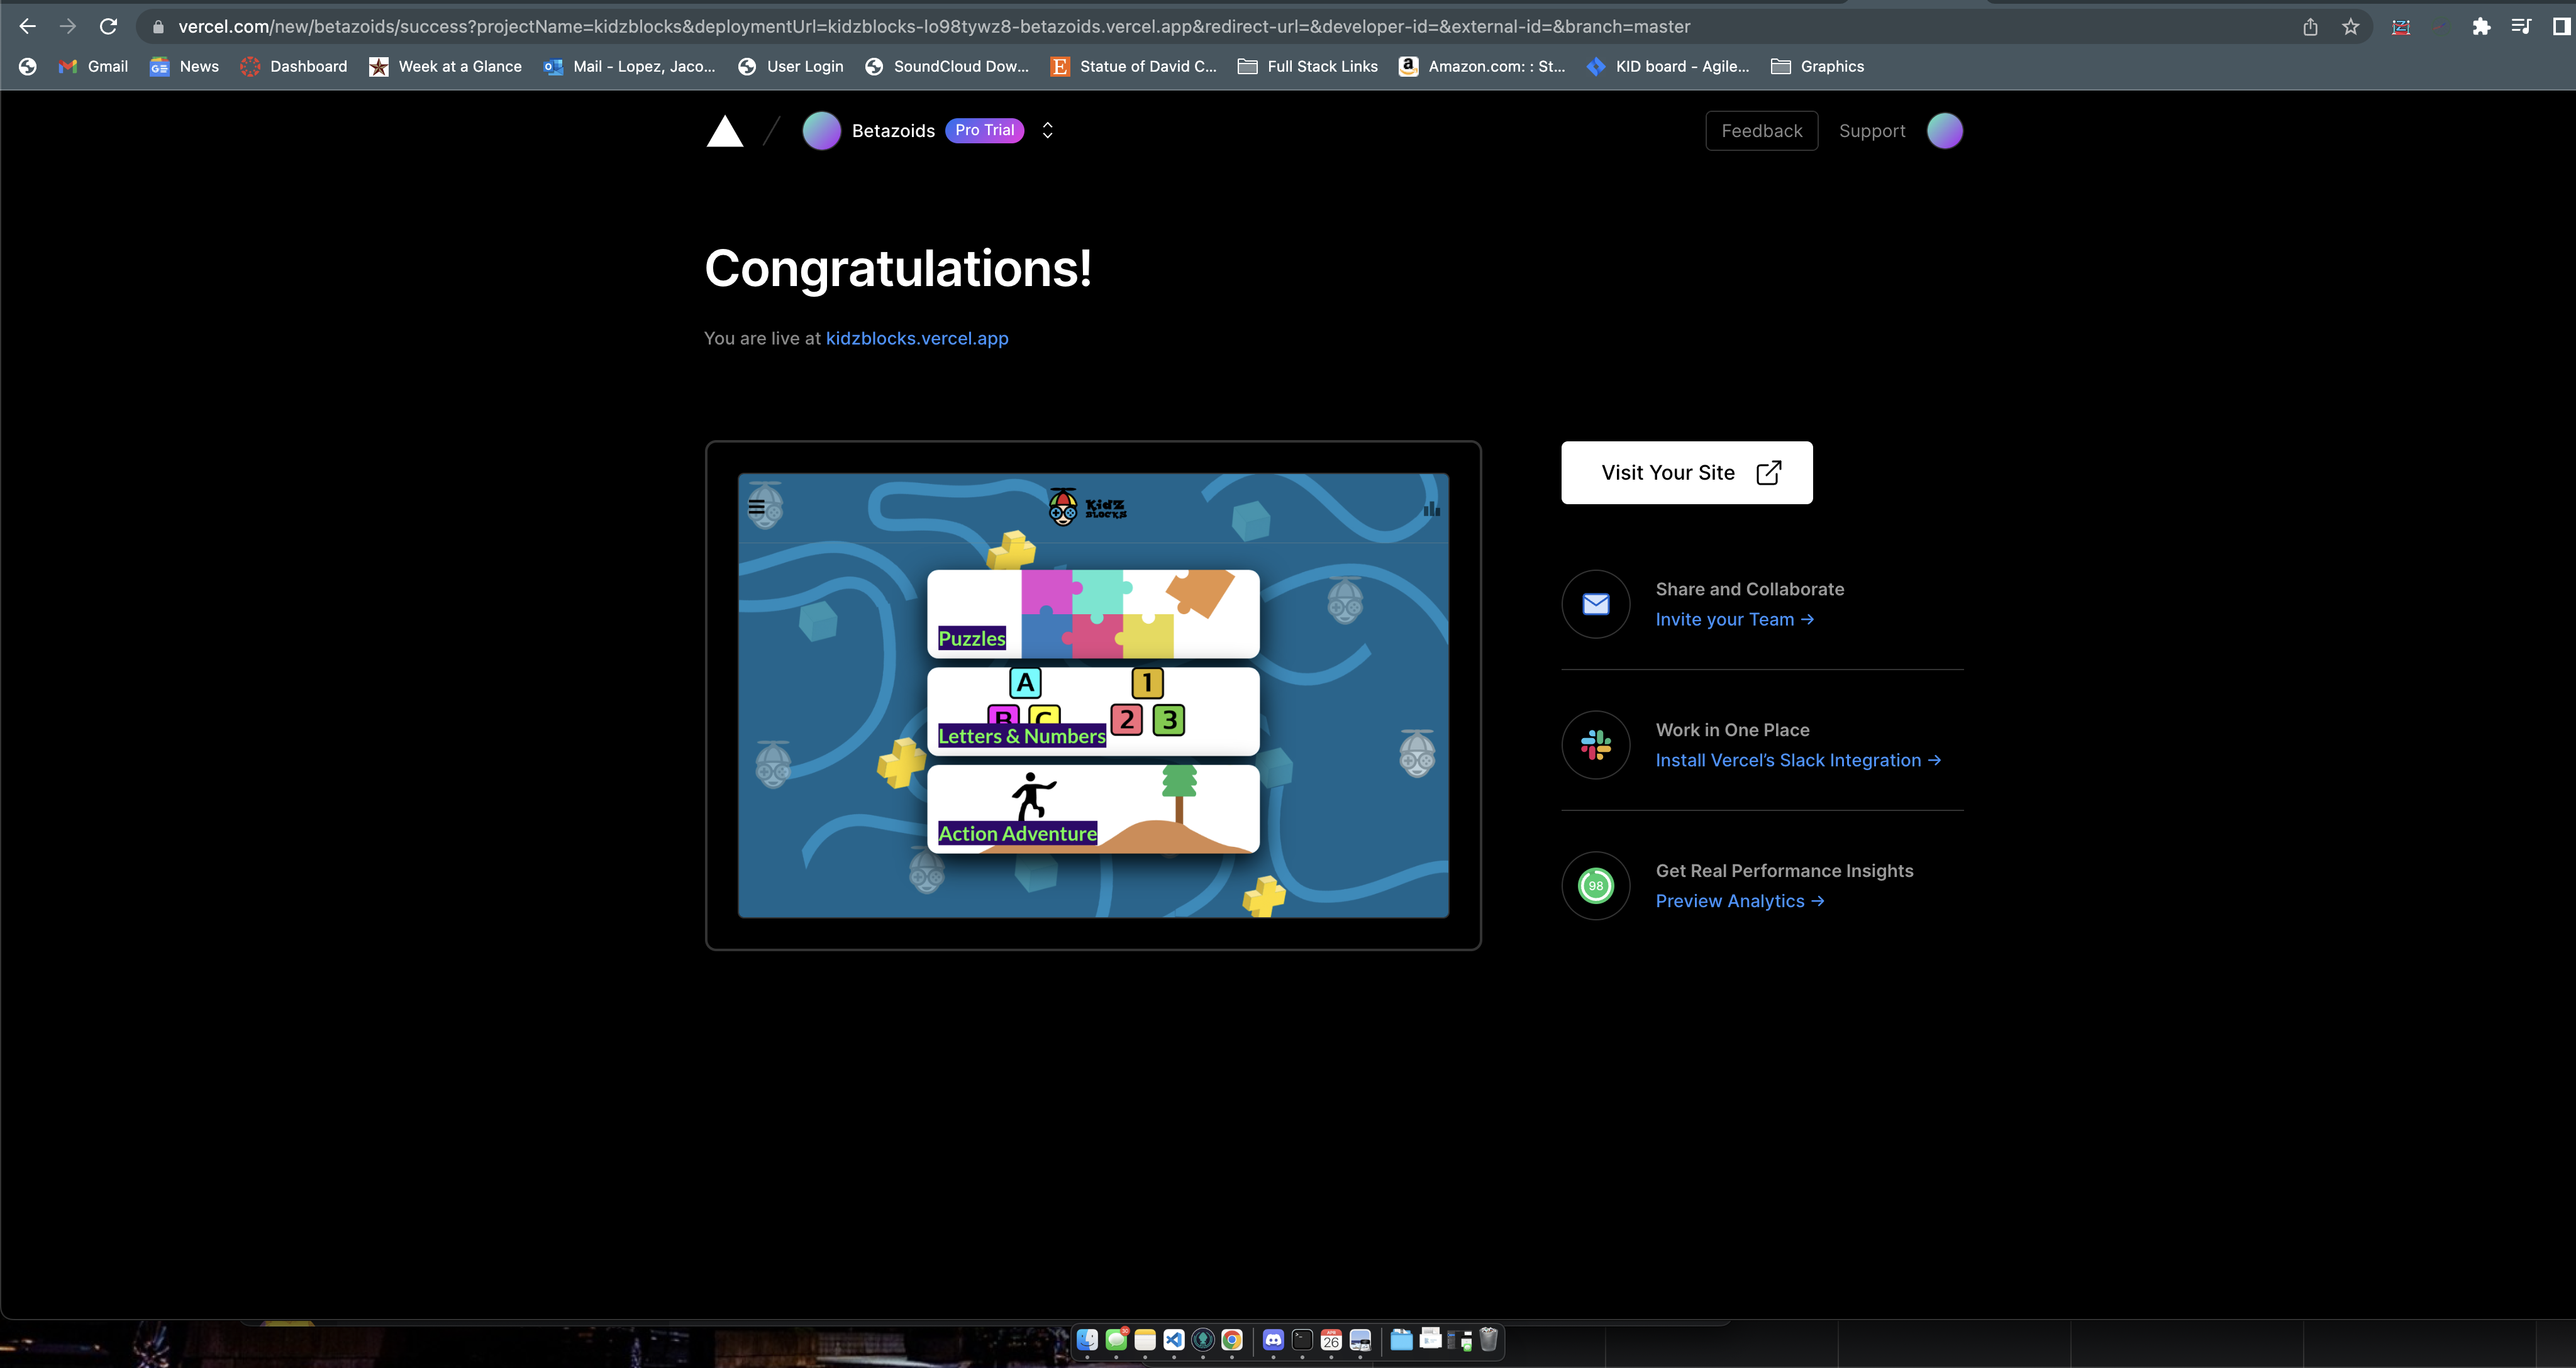 vercel.com/new/betazoids/success?projectName=kidzblocks&deploymentUrl=kidzblocks-lo98tywz8-betazoids.vercel.app&redirect-url=&developer-id=&external-id=&branch=master
Gmail News Dashboard Week at a Glance Mail - Lopez, Jaco... User Login SoundCloud Dow... E Statue of David C... Full Stack Links a Amazon.com: : St... KID board - Agile... Graphics
Betazoids Pro Trial Feedback Support
Congratulations!
You are live at kidzblocks.vercel.app
Visit Your Site
KidZ
BLOCKS
Puzzles
A 1
B C 2 3
Letters & Numbers
Action Adventure
Share and Collaborate
Invite your Team →
Work in One Place
Install Vercel's Slack Integration →
98
Get Real Performance Insights
Preview Analytics →
26